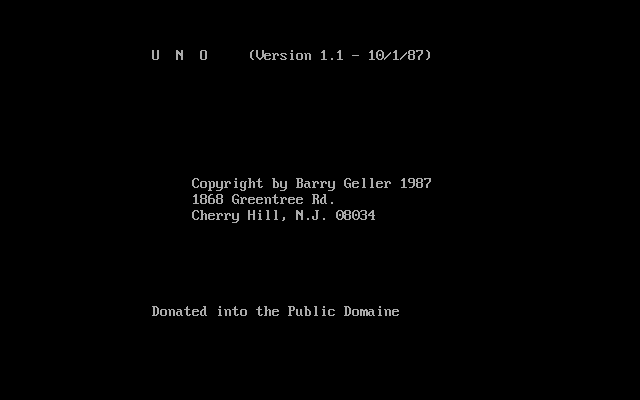 U N O (Version 1.1 - 10/1/87)
Copyright by Barry Geller 1987
1868 Greentree Rd.
Cherry Hill, N.J. 08034
Donated into the Public Domaine